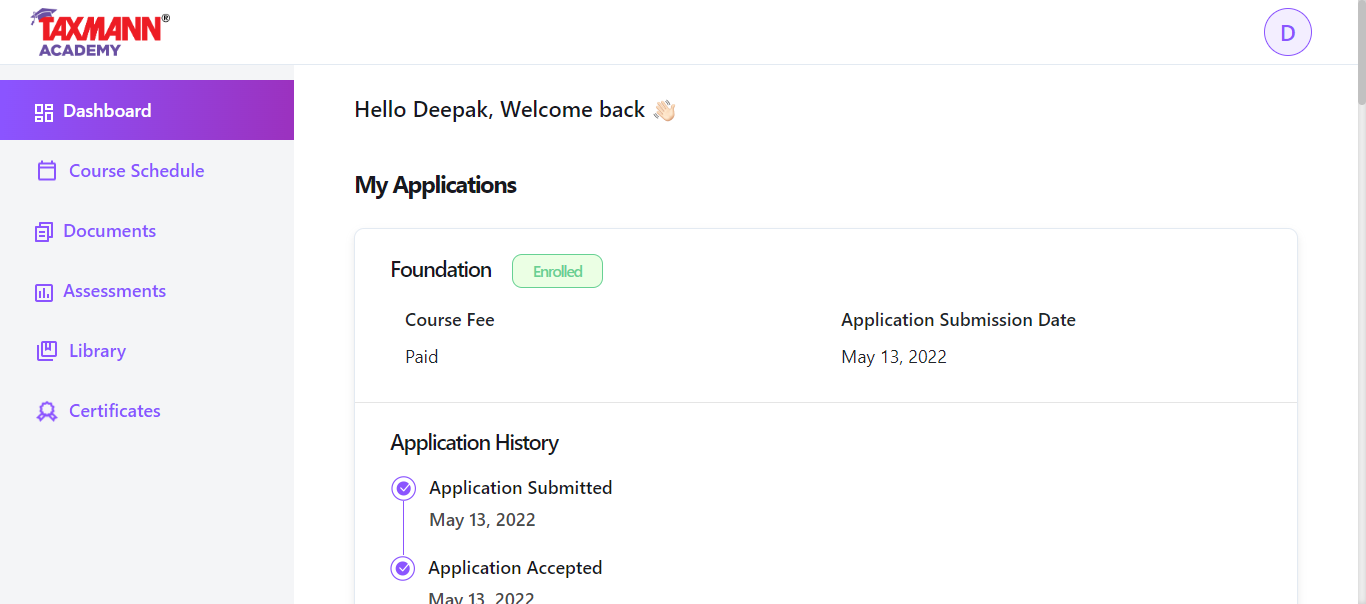 TAXMANN®
ACADEMY
D
Dashboard
Course Schedule
Documents
Assessments
Library
Certificates
Hello Deepak, Welcome back 👋🏻
My Applications
Foundation Enrolled
Course Fee Application Submission Date
Paid May 13, 2022
Application History
Application Submitted
May 13, 2022
Application Accepted
May 13, 2022